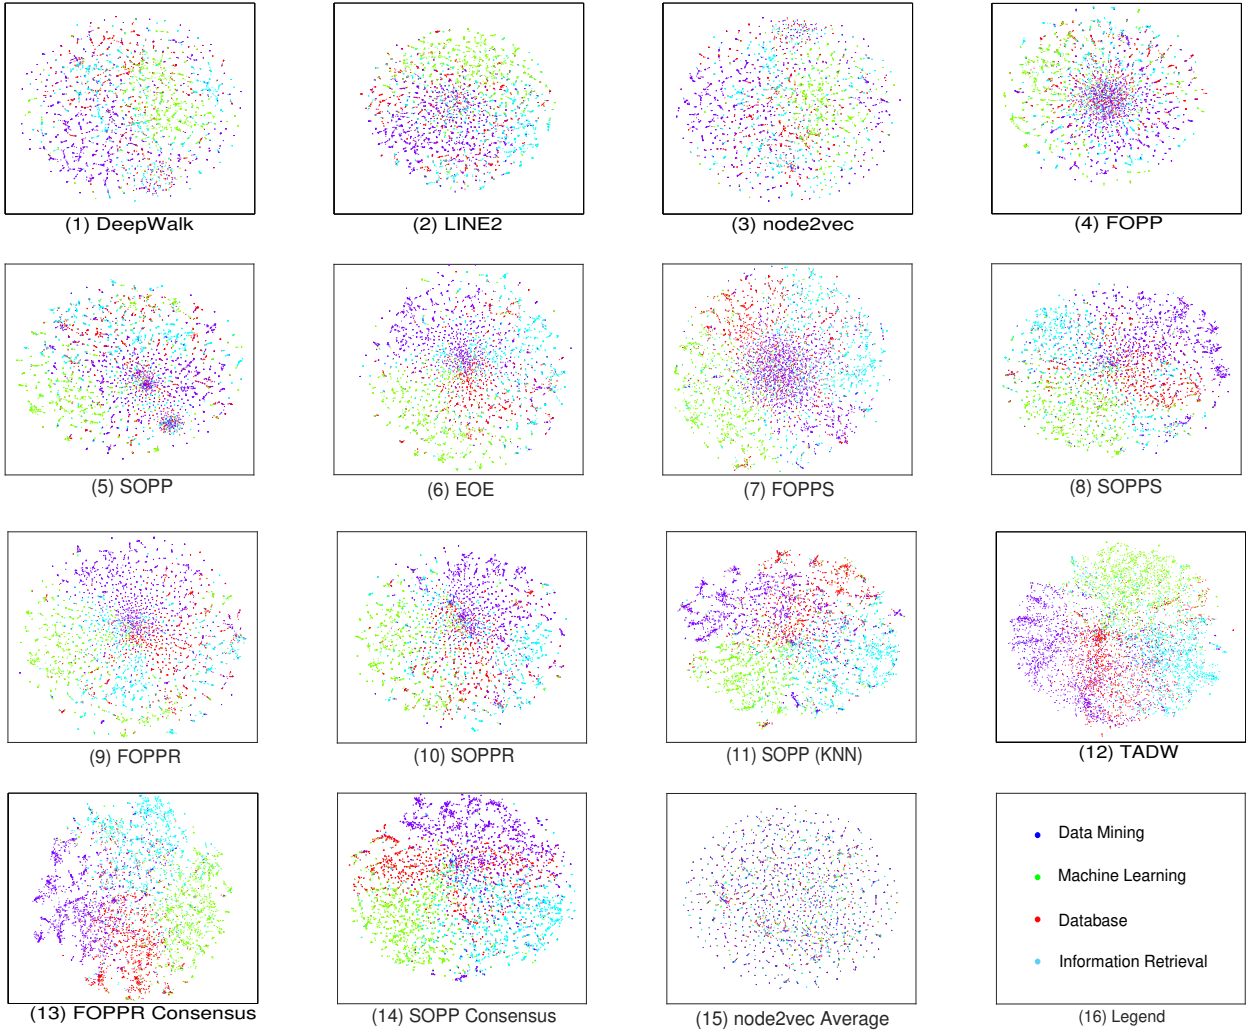 (1) DeepWalk
(2) LINE2
(3) node2vec
(4) FOPP
(5) SOPP
(6) EOE
(7) FOPPS
(8) SOPPS
(9) FOPPR
(10) SOPPR
(11) SOPP (KNN)
(12) TADW
Data Mining
Machine Learning
Database
Information Retrieval
(13) FOPPR Consensus
(14) SOPP Consensus
(15) node2vec Average
(16) Legend